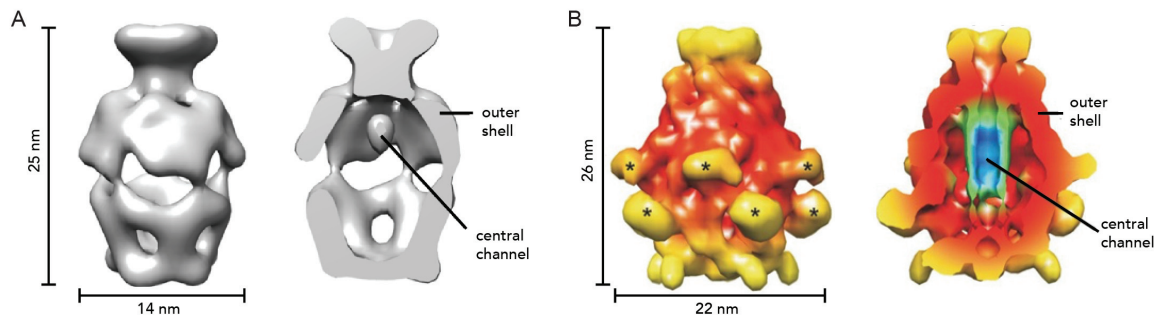 A
25 nm
14 nm
outer
shell
central
channel
B
26 nm
*
*
*
*
*
*
22 nm
outer
shell
central
channel